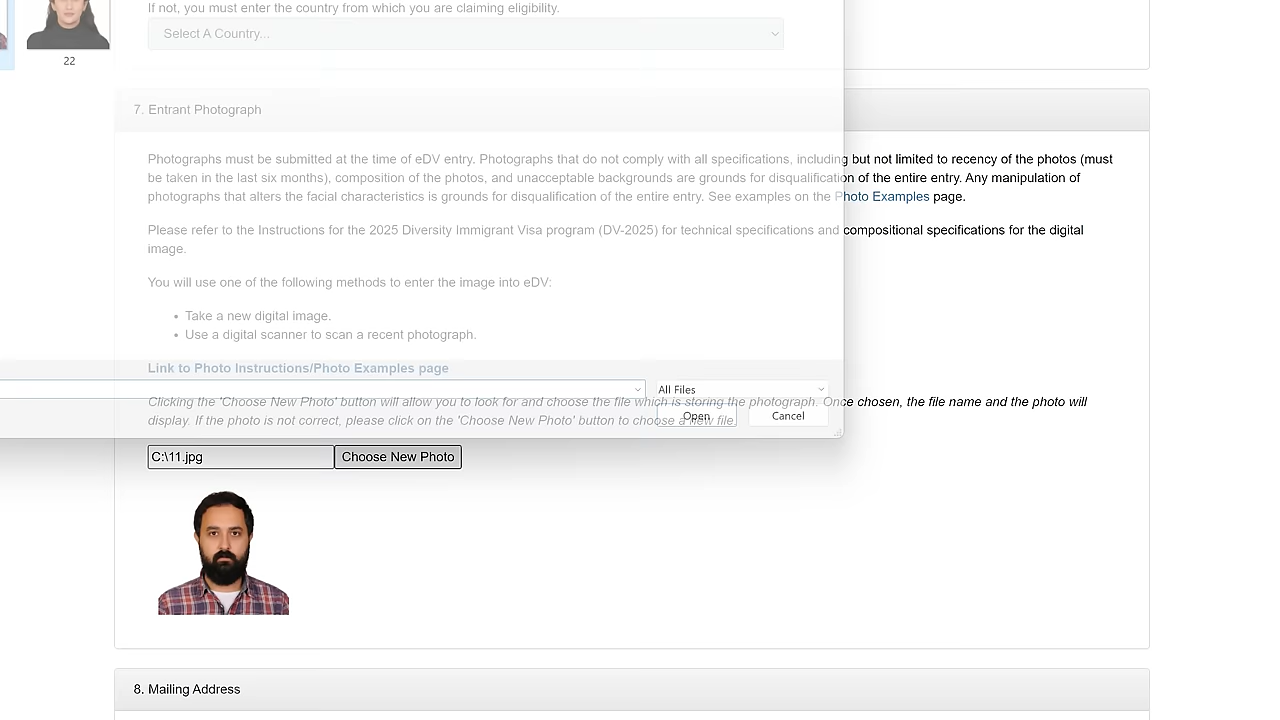 If not, you must enter the country from which you are claiming eligibility.
Select A Country...
22
7. Entrant Photograph
Photographs must be submitted at the time of eDV entry. Photographs that do not comply with all specifications, including but not limited to recency of the photos (must
be taken in the last six months), composition of the photos, and unacceptable backgrounds are grounds for disqualification of the entire entry. Any manipulation of
photographs that alters the facial characteristics is grounds for disqualification of the entire entry. See examples on the Photo Examples page.
Please refer to the Instructions for the 2025 Diversity Immigrant Visa program (DV-2025) for technical specifications and compositional specifications for the digital
image.
You will use one of the following methods to enter the image into eDV:
• Take a new digital image.
• Use a digital scanner to scan a recent photograph.
Link to Photo Instructions/Photo Examples page
All Files
Clicking the 'Choose New Photo' button will allow you to look for and choose the file which is storing the photograph. Once chosen, the file name and the photo will
Open Cancel
display. If the photo is not correct, please click on the 'Choose New Photo' button to choose a new file.
C:\11.jpg Choose New Photo
8. Mailing Address